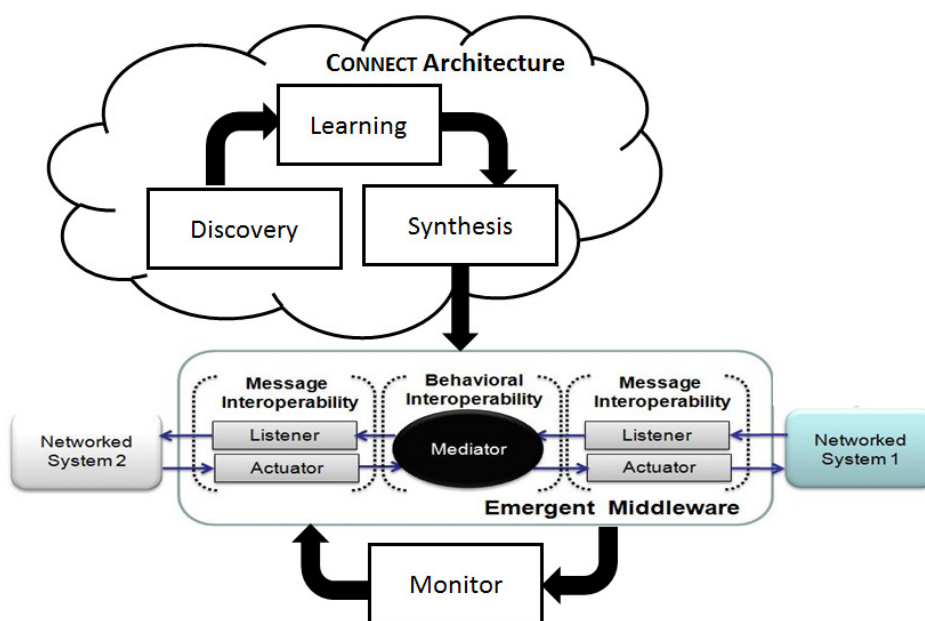 CONNECT Architecture
Learning
Discovery
Synthesis
Message
Interoperability
Behavioral
Interoperability
Message
Interoperability
Networked
System 2
Listener
Actuator
Mediator
Listener
Actuator
Networked
System 1
Emergent Middleware
Monitor